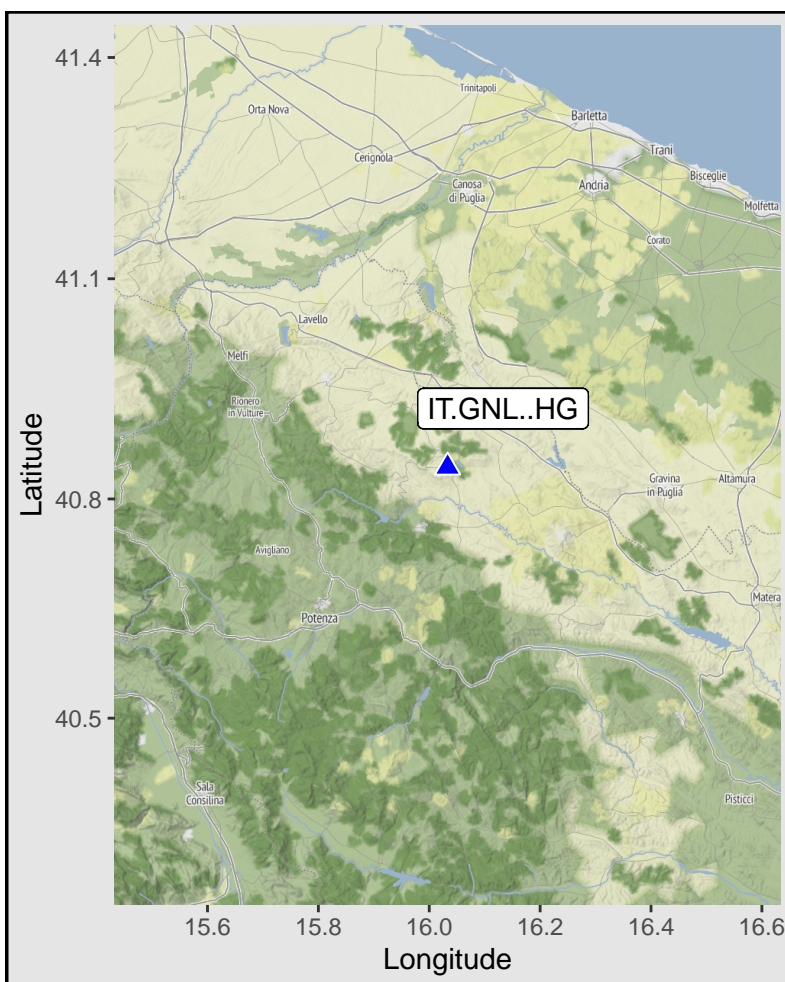 41.4
41.1
40.8
40.5
Latitude
Trinitapoli
Orta Nova
Barletta
Cerignola
Trani
Bisceglie
Canosa
di Puglia
Andria
Molfetta
Corato
Lavello
Melfi
Rionero
in Vulture
IT.GNL..HG
Gravina
in Puglia
Altamura
Avigliano
Matera
Potenza
Sala
Consilina
Pisticci
15.6
15.8
16.0
16.2
16.4
16.6
Longitude